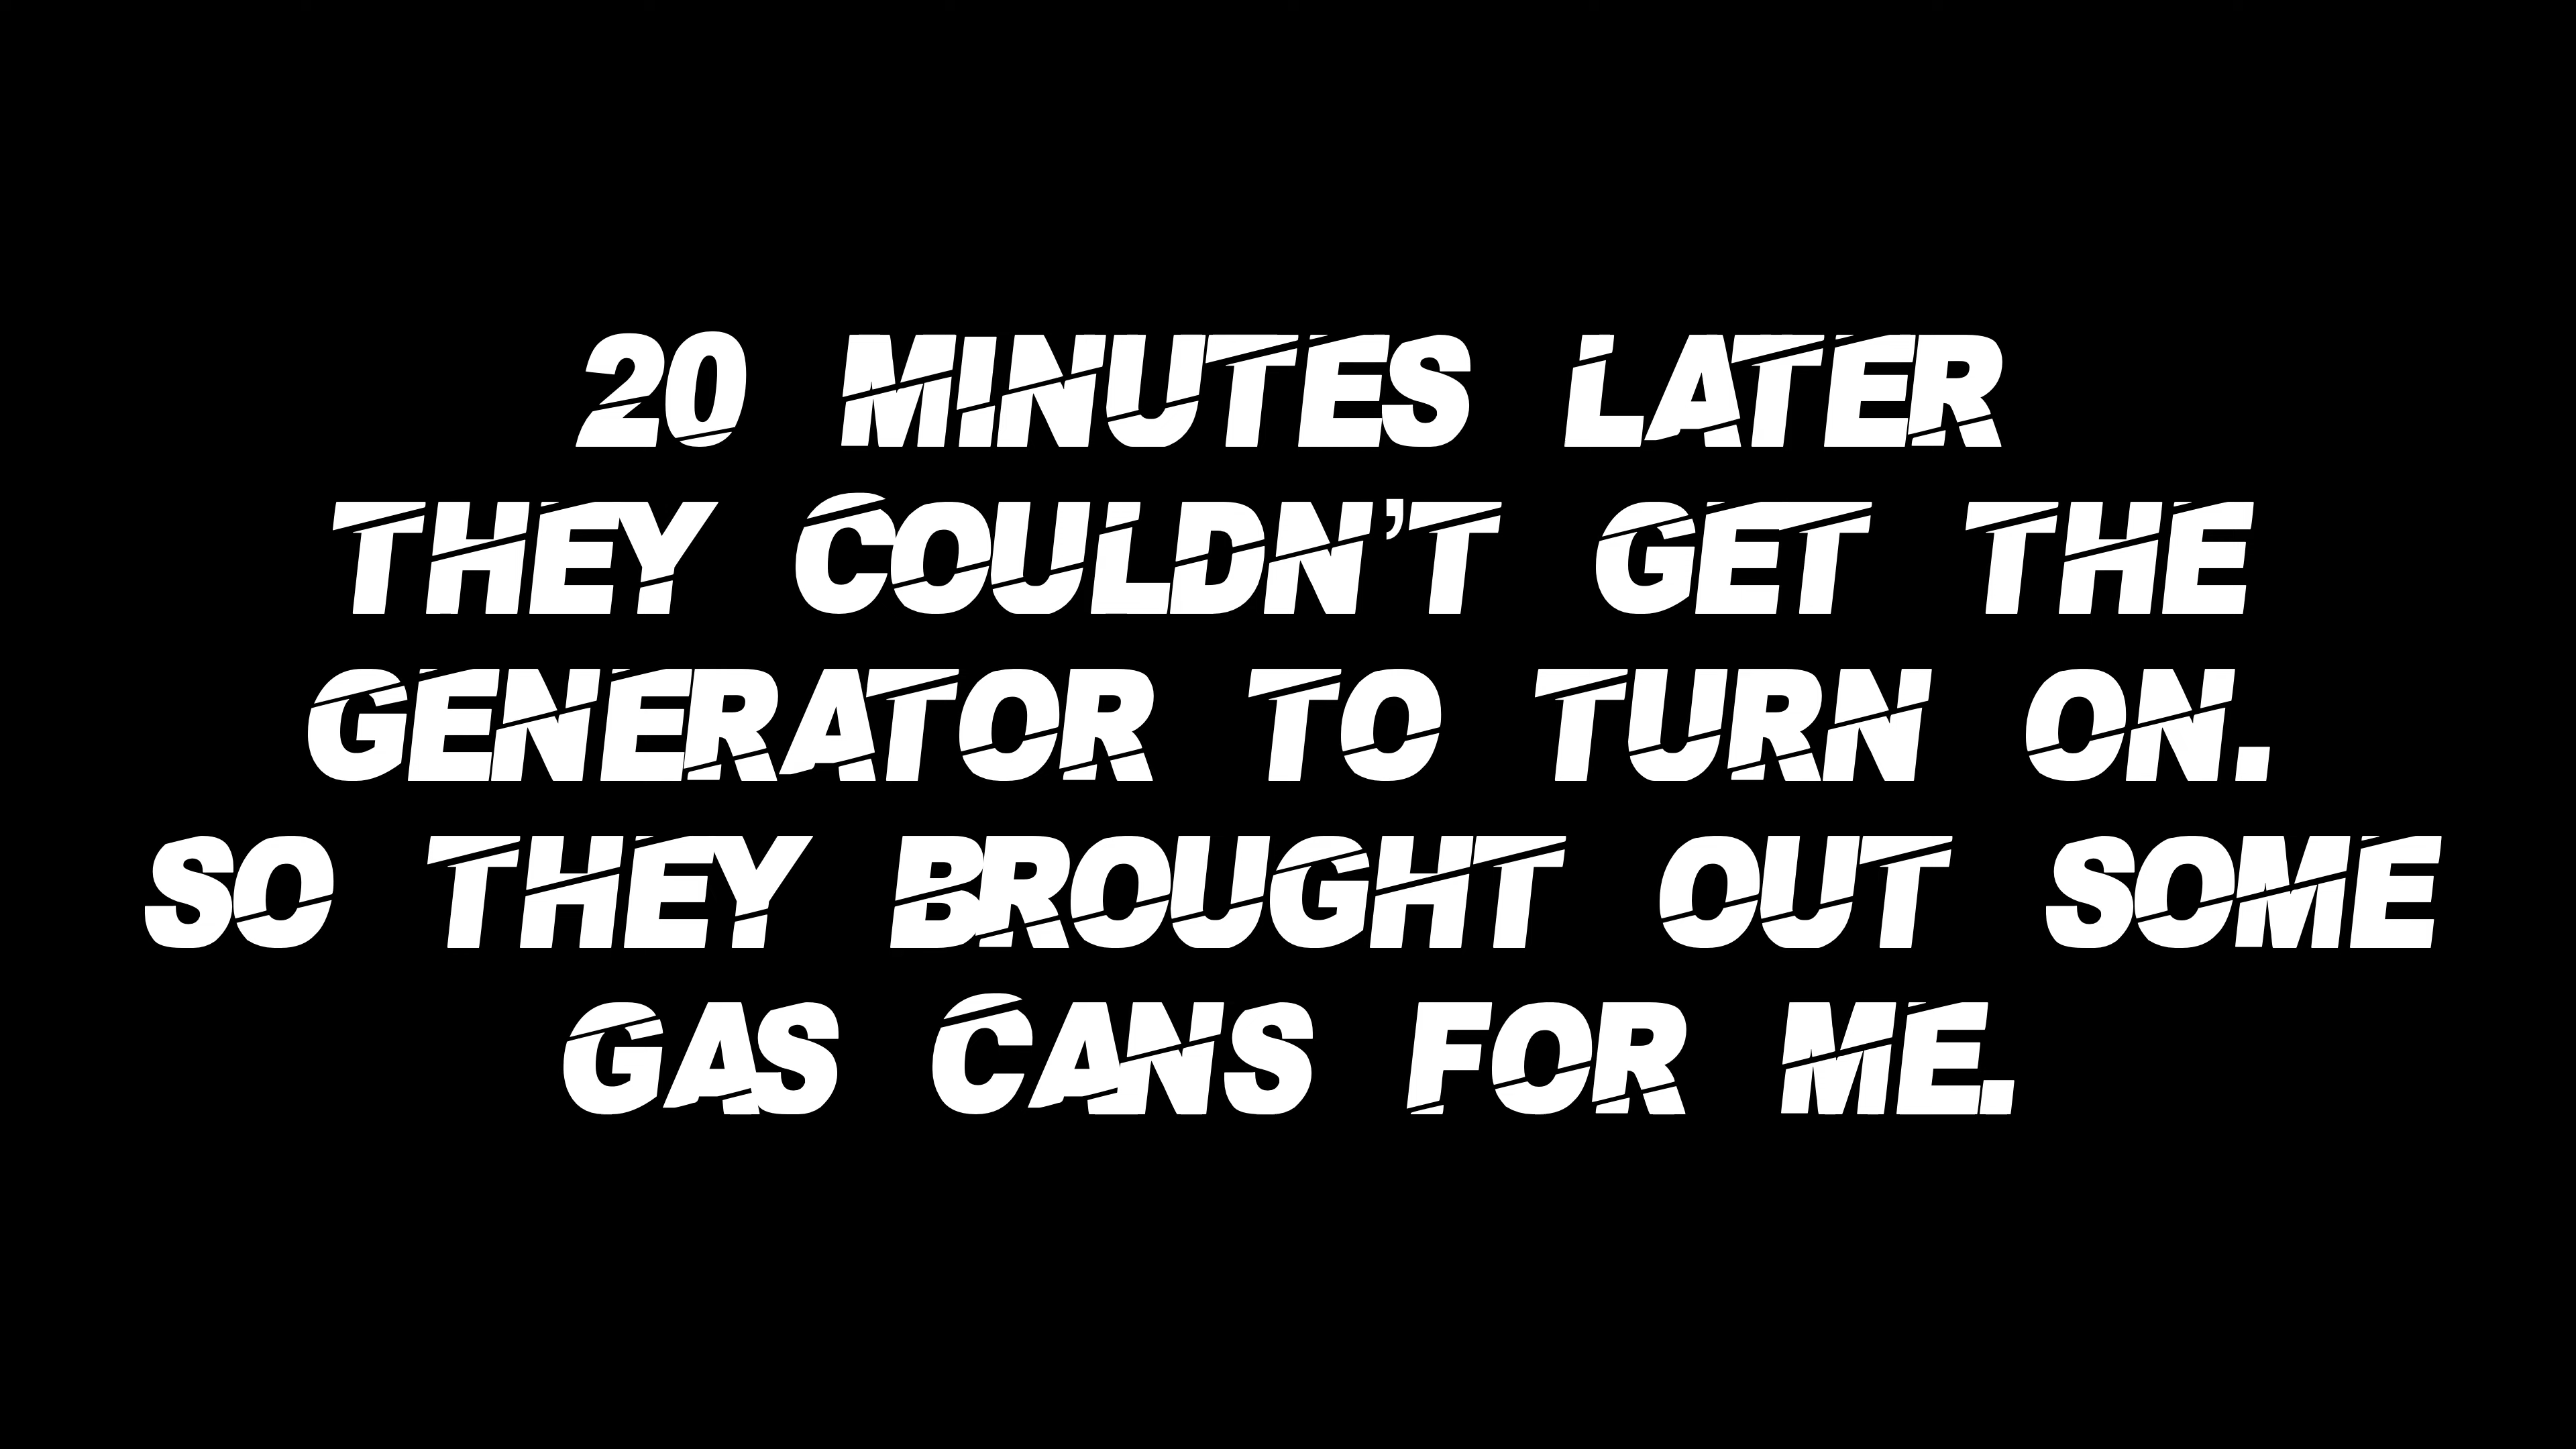 20 MINUTES LATER
THEY COULDN'T GET THE
GENERATOR TO TURN ON.
SO THEY BROUGHT OUT SOME
GAS CANS FOR ME.